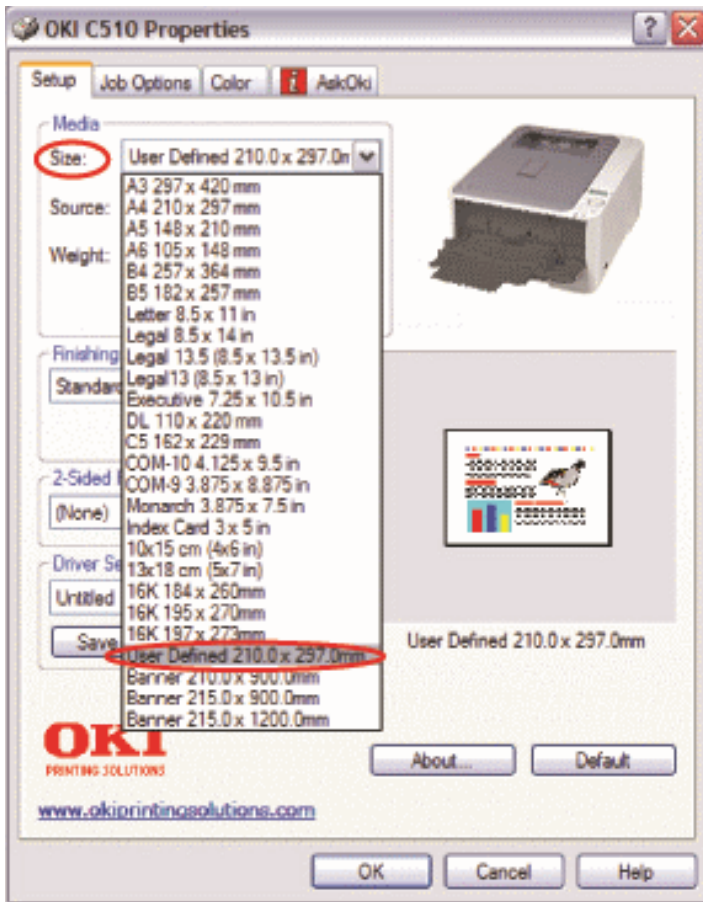 OKI C510 Properties
Setup Job Options Color AskOki
Media
Size: User Defined 210.0 x 297.0m
A3 297 x 420 mm
Source: A4 210 x 297 mm
A5 148 x 210 mm
Weight: A6 105 x 148 mm
B4 257 x 364 mm
B5 182 x 257 mm
Letter 8.5 x 11 in
Legal 8.5 x 14 in
Finishing Legal 13.5 (8.5 x 13.5 in)
Standard Legal13 (8.5 x 13 in)
Executive 7.25 x 10.5 in
DL 110 x 220 mm
C5 162 x 229 mm
2-Sided COM-10 4.125 x 9.5 in
COM-9 3.875 x 8.875 in
(None) Monarch 3.875 x 7.5 in
Index Card 3 x 5 in
10x15 cm (4x6 in)
Driver Se 13x18 cm (5x7 in)
Untitled 16K 184 x 260mm
16K 195 x 270mm
Save 16K 197 x 273mm
User Defined 210.0 x 297.0mm
User Defined 210.0 x 297.0mm
Banner 210.0 x 900.0mm
Banner 215.0 x 900.0mm
Banner 215.0 x 1200.0mm
OKI
PRINTING SOLUTIONS
About... Default
www.okiprintingsolutions.com
OK Cancel Help